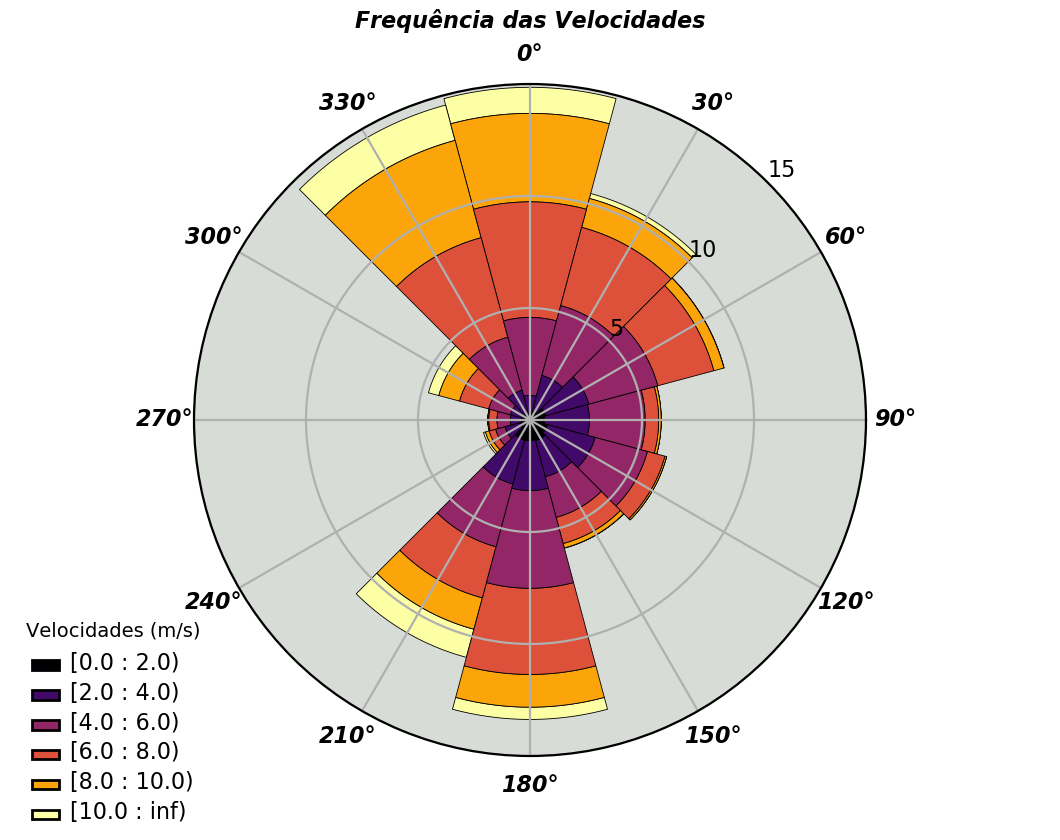 Frequência das Velocidades
0°
330°
30°
15
300°
60°
10
5
270°
90°
240°
120°
210°
150°
180°
Velocidades (m/s)
[0.0 : 2.0)
[2.0 : 4.0)
[4.0 : 6.0)
[6.0 : 8.0)
[8.0 : 10.0)
[10.0 : inf)